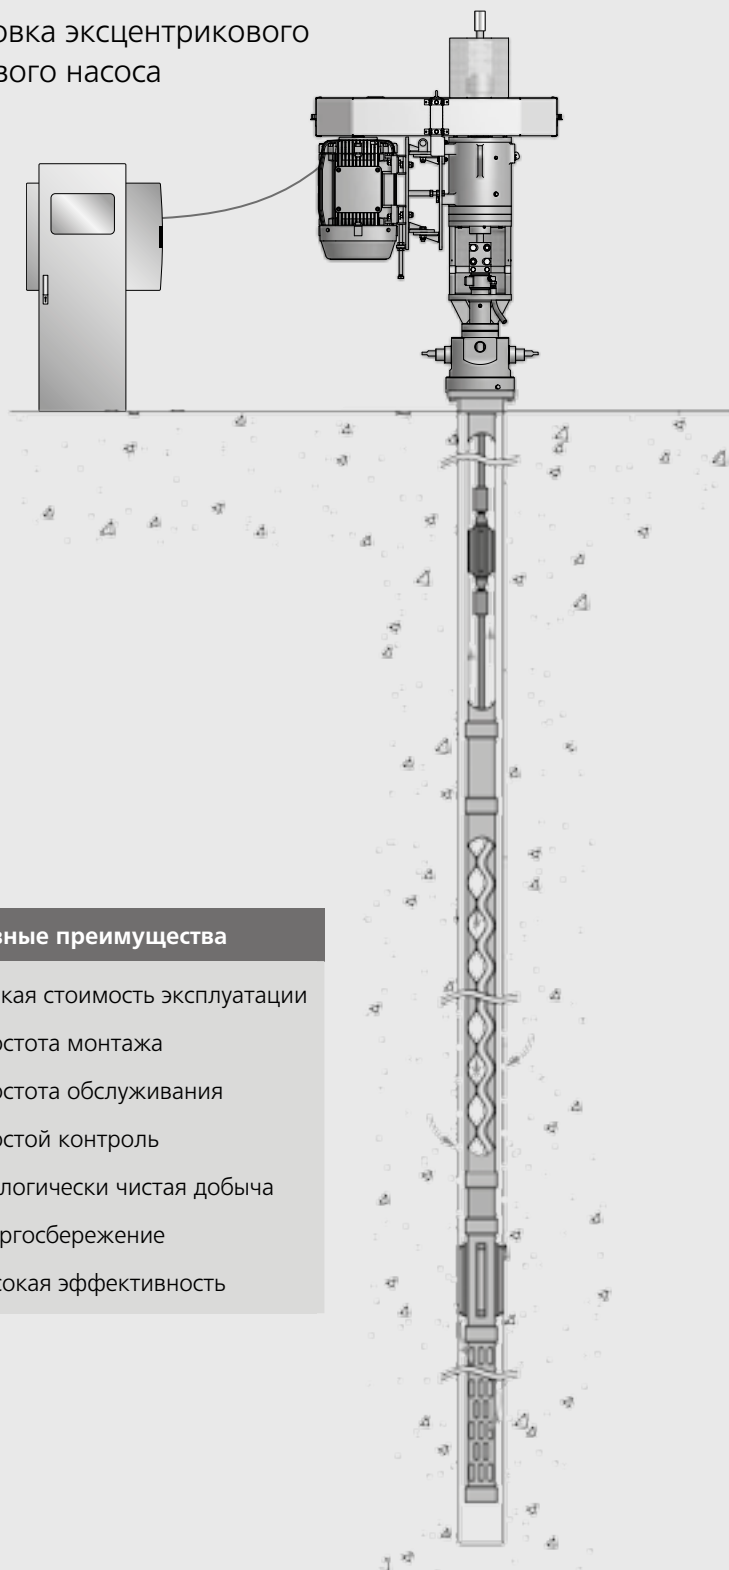 овка эксцентрикового
вого насоса
вные преимущества
кая стоимость эксплуатации
остота монтажа
остота обслуживания
остой контроль
логически чистая добыча
ргосбережение
сокая эффективность